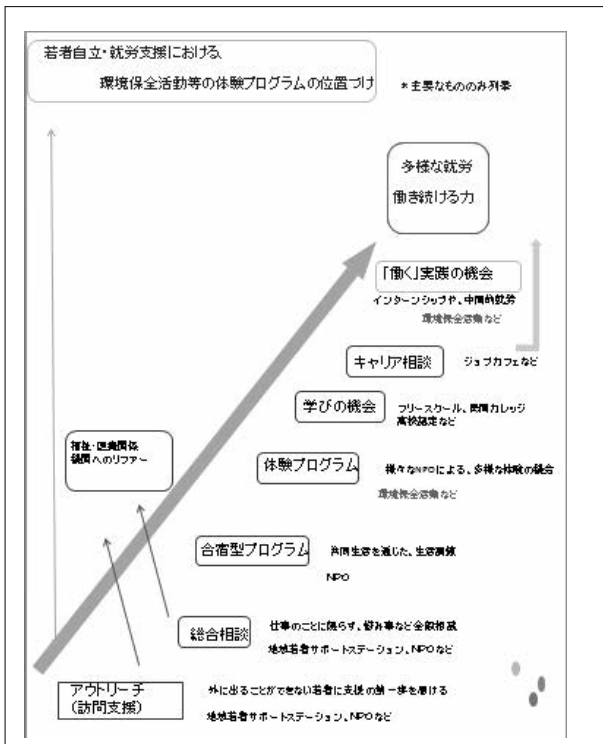 若者自立・就労支援における、
環境保全活動等の体験プログラムの位置づけ
*主要なもののみ列挙
多様な就労
働き続ける力
「働く」実践の機会
インターンシップや、中間的就労
環境保全活動など
キャリア相談
ジョブカフェなど
学びの機会
フリースクール、民間カレッジ
高校認定など
福祉・医療関係
機関へのリファー
体験プログラム
様々なNPOによる、多様な体験の機会
環境保全活動など
合宿型プログラム
共同生活を通じた、生活訓練
NPO
総合相談
仕事のことに限らず、悩み事など全般相談
地域若者サポートステーション、NPOなど
アウトリーチ
(訪問支援)
外に出ることができない若者に支援の第一歩を届ける
地域若者サポートステーション、NPOなど